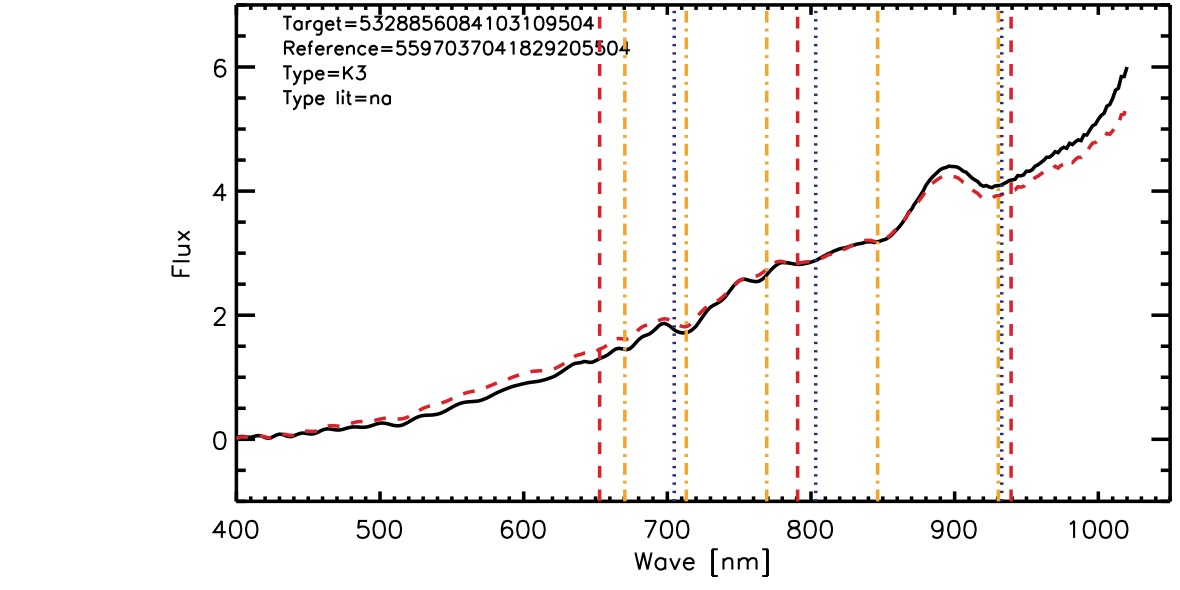 Target=5328856084103109504
Reference=5597037041829205504
Type=K3
Type lit=na
6
4
2
0
Flux
400 500 600 700 800 900 1000
Wave [nm]